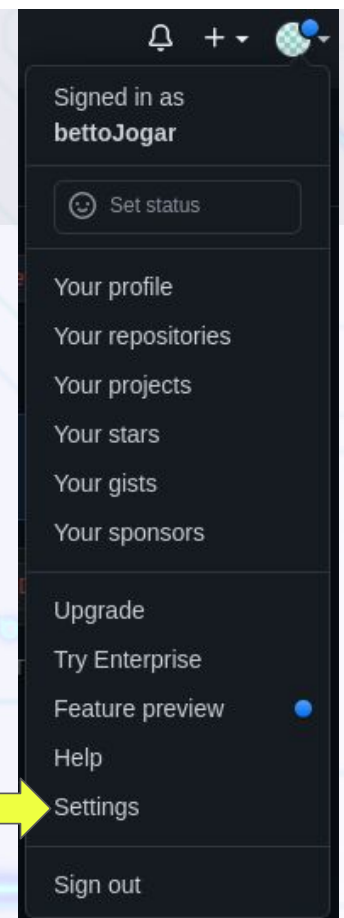 Signed in as
bettoJogar
Set status
Your profile
Your repositories
Your projects
Your stars
Your gists
Your sponsors
Upgrade
Try Enterprise
Feature preview
Help
Settings
Sign out